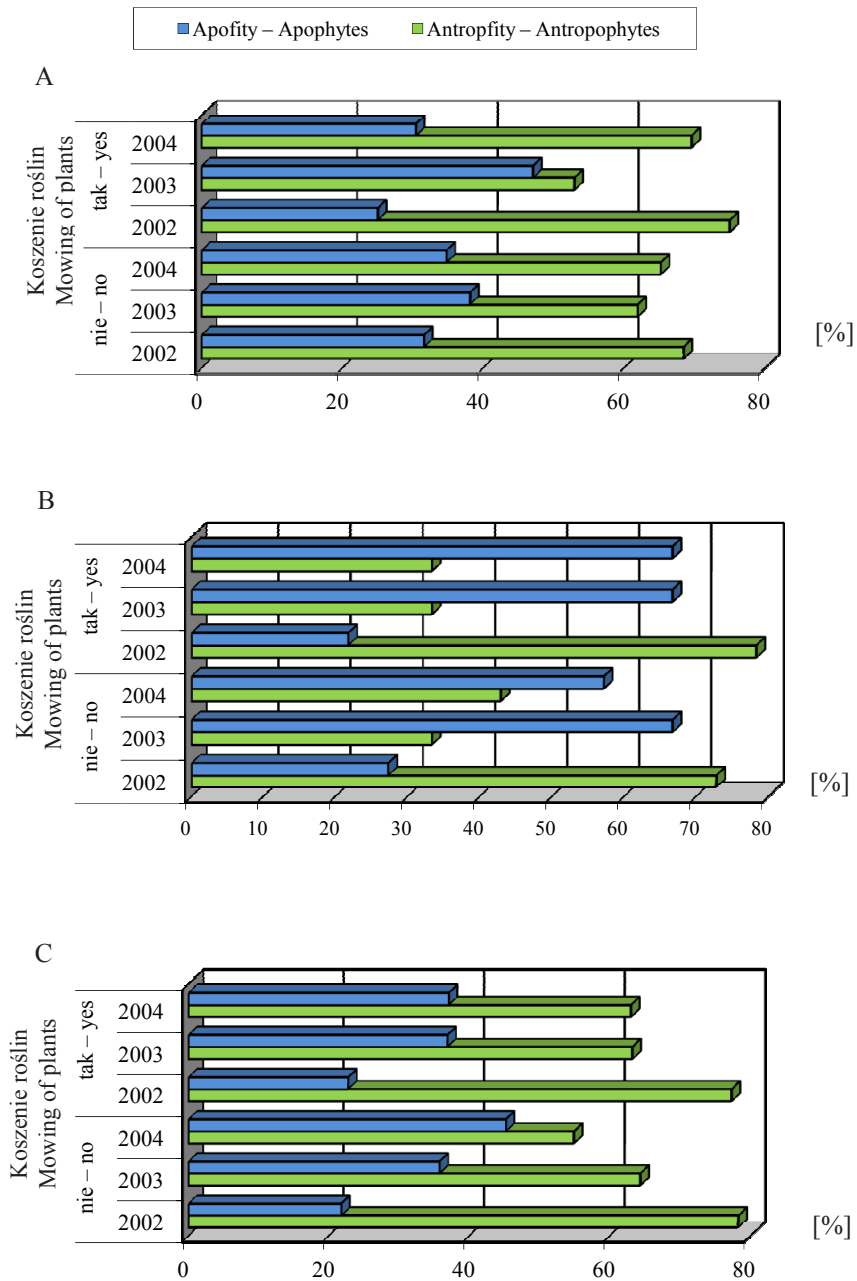 Apofity – Apophytes Antropfity – Antropophytes
A
Koszenie roślin
Mowing of plants
tak – yes
nie – no
2004
2003
2002
2004
2003
2002
[%]
0 20 40 60 80
B
Koszenie roślin
Mowing of plants
tak – yes
nie – no
2004
2003
2002
2004
2003
2002
[%]
0 10 20 30 40 50 60 70 80
C
Koszenie roślin
Mowing of plants
tak – yes
nie – no
2004
2003
2002
2004
2003
2002
[%]
0 20 40 60 80